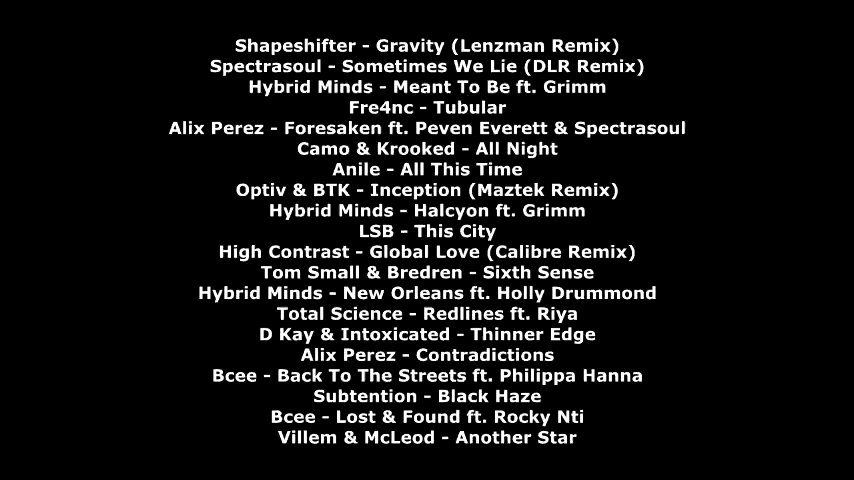 Shapeshifter - Gravity (Lenzman Remix)
Spectrasoul - Sometimes We Lie (DLR Remix)
Hybrid Minds - Meant To Be ft. Grimm
Fre4nc - Tubular
Alix Perez - Foresaken ft. Peven Everett & Spectrasoul
Camo & Krooked - All Night
Anile - All This Time
Optiv & BTK - Inception (Maztek Remix)
Hybrid Minds - Halcyon ft. Grimm
LSB - This City
High Contrast - Global Love (Calibre Remix)
Tom Small & Bredren - Sixth Sense
Hybrid Minds - New Orleans ft. Holly Drummond
Total Science - Redlines ft. Riya
D Kay & Intoxicated - Thinner Edge
Alix Perez - Contradictions
Bcee - Back To The Streets ft. Philippa Hanna
Subtention - Black Haze
Bcee - Lost & Found ft. Rocky Nti
Villem & McLeod - Another Star